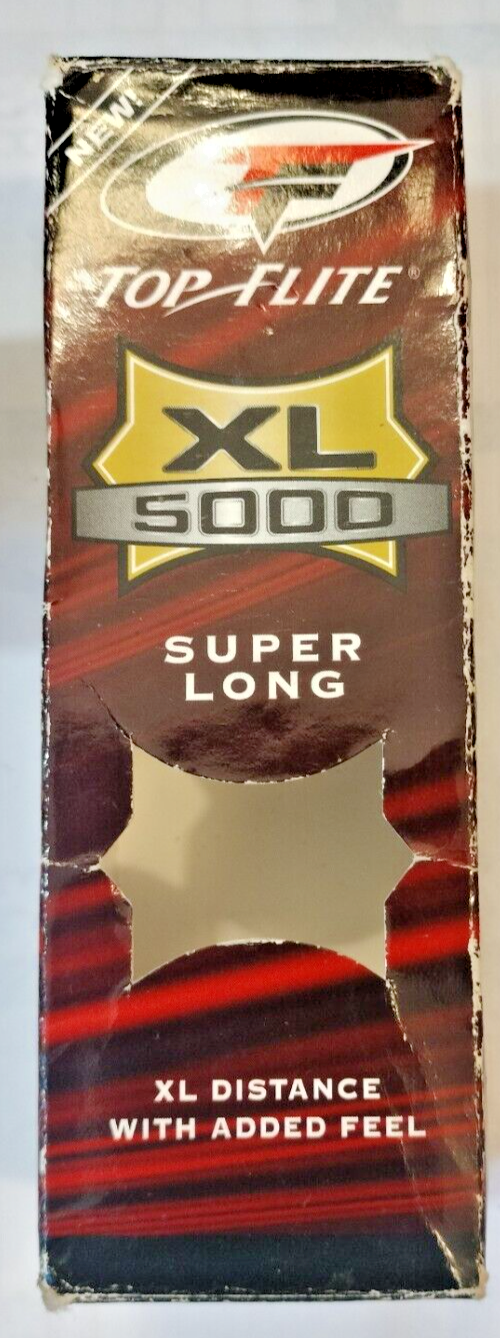 NEW!
TOP FLITE®
XL
5000
SUPER
LONG
XL DISTANCE
WITH ADDED FEEL